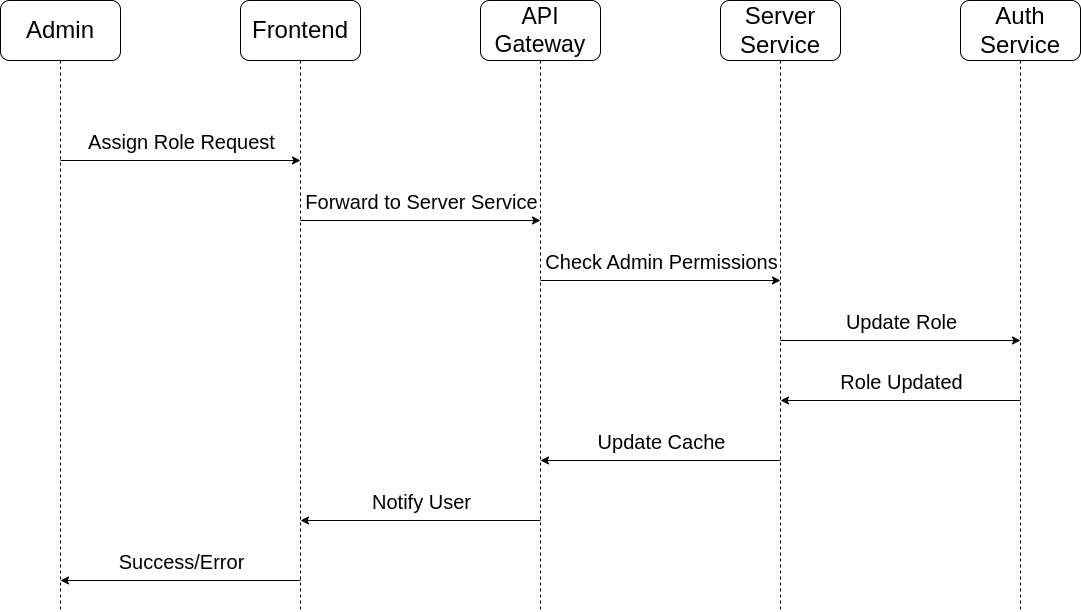 Admin
Frontend
API
Gateway
Server
Service
Auth
Service
Assign Role Request
Forward to Server Service
Check Admin Permissions
Update Role
Role Updated
Update Cache
Notify User
Success/Error